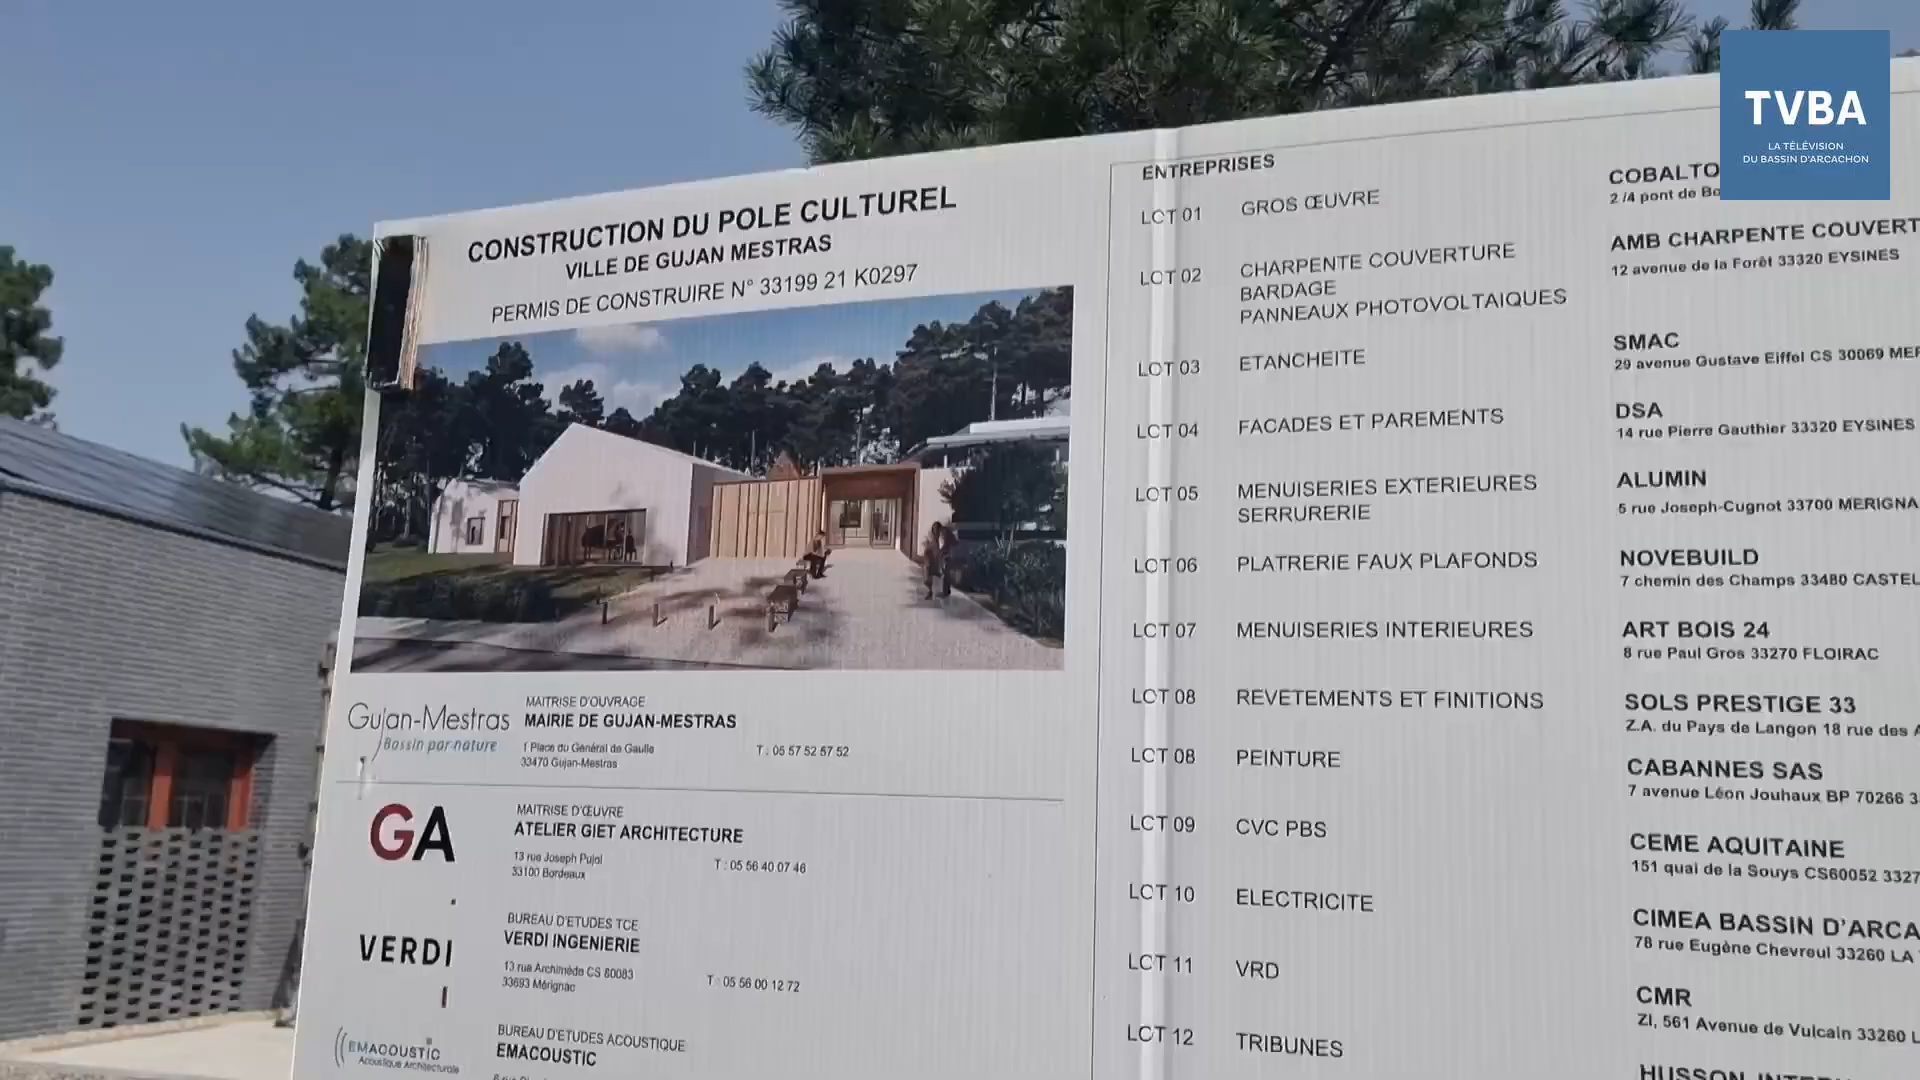 TVBA
LA TÉLÉVISION
DU BASSIN D'ARCACHON
CONSTRUCTION DU POLE CULTUREL
VILLE DE GUJAN MESTRAS
PERMIS DE CONSTRUIRE N° 33199 21 K0297
Gujan-Mestras
Bassin par nature
MAITRISE D'OUVRAGE
MAIRIE DE GUJAN-MESTRAS
1 Place du Général de Gaulle
33470 Gujan-Mestras
T : 05 57 52 57 52
GA
MAITRISE D'ŒUVRE
ATELIER GIET ARCHITECTURE
13 rue Joseph Pujol
33100 Bordeaux
T : 05 56 40 07 46
VERDI
BUREAU D'ETUDES TCE
VERDI INGENIERIE
13 rue Archimède CS 80083
33693 Mérignac
T : 05 56 00 12 72
EMACOUSTIC
Acoustique Architecturale
BUREAU D'ETUDES ACOUSTIQUE
EMACOUSTIC
ENTREPRISES
LOT 01 GROS ŒUVRE COBALTO
2 /4 pont de
LOT 02 CHARPENTE COUVERTURE AMB CHARPENTE COUVERT
BARDAGE 12 avenue de la Forêt 33320 EYSINES
PANNEAUX PHOTOVOLTAIQUES
LOT 03 ETANCHEITE SMAC
29 avenue Gustave Eiffel CS 30069 MER
LOT 04 FACADES ET PAREMENTS DSA
14 rue Pierre Gauthier 33320 EYSINES
LOT 05 MENUISERIES EXTERIEURES ALUMIN
SERRURERIE 5 rue Joseph-Cugnot 33700 MERIGNA
LOT 06 PLATRERIE FAUX PLAFONDS NOVEBUILD
7 chemin des Champs 33480 CASTEL
LOT 07 MENUISERIES INTERIEURES ART BOIS 24
8 rue Paul Gros 33270 FLOIRAC
LOT 08 REVETEMENTS ET FINITIONS SOLS PRESTIGE 33
Z.A. du Pays de Langon 18 rue des
LOT 08 PEINTURE CABANNES SAS
7 avenue Léon Jouhaux BP 70266 3
LOT 09 CVC PBS CEME AQUITAINE
151 quai de la Souys CS60052 3327
LOT 10 ELECTRICITE CIMEA BASSIN D'ARCA
78 rue Eugène Chevreul 33260 LA
LOT 11 VRD CMR
ZI, 561 Avenue de Vulcain 33260 L
LOT 12 TRIBUNES HUSSON